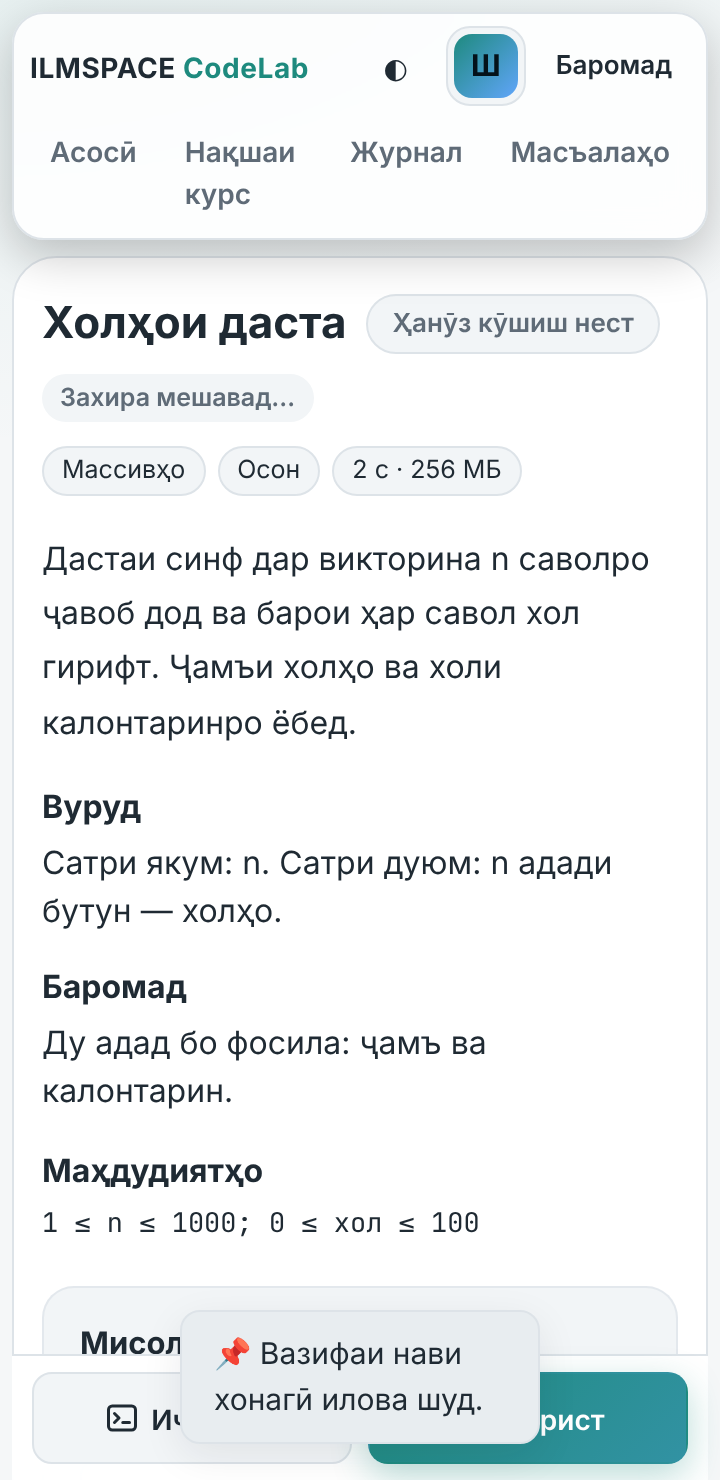 ILMSPACE CodeLab
Ш
Баромад
Асосӣ
Нақшаи
курс
Журнал
Масъалаҳо
Холҳои даста
Ҳанӯз кӯшиш нест
Захира мешавад...
Массивҳо
Осон
2 с · 256 МБ
Дастаи синф дар викторина n саволро
ҷавоб дод ва барои ҳар савол хол
гирифт. Ҷамъи холҳо ва холи
калонтаринро ёбед.
Вуруд
Сатри якум: n. Сатри дуюм: n адади
бутун — холҳо.
Баромад
Ду адад бо фосила: ҷамъ ва
калонтарин.
Маҳдудиятҳо
1 ≤ n ≤ 1000; 0 ≤ хол ≤ 100
📌 Вазифаи нави
хонагӣ илова шуд.